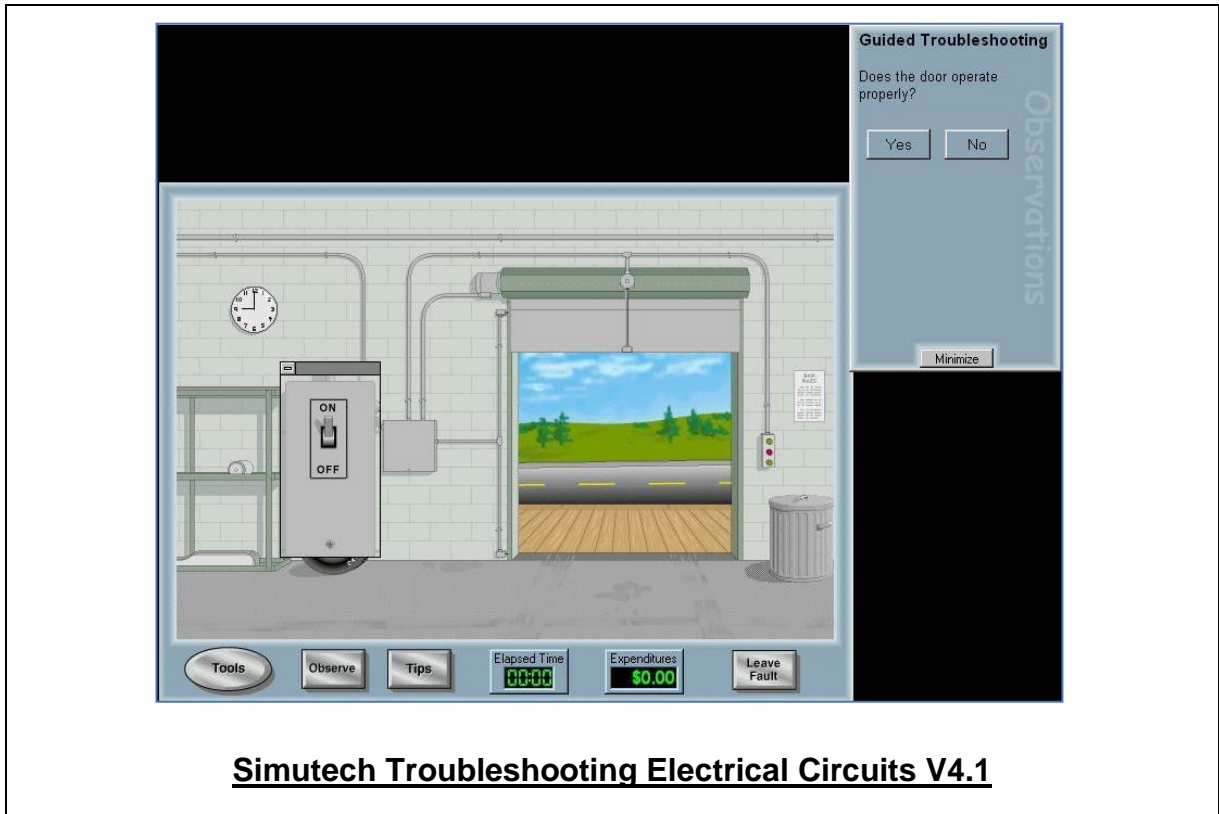 Guided Troubleshooting
Does the door operate
properly?
Yes No
Observations
Minimize
ON
OFF
Tools
Observe
Tips
Elapsed Time
00:00
Expenditures
$0.00
Leave
Fault
Simutech Troubleshooting Electrical Circuits V4.1